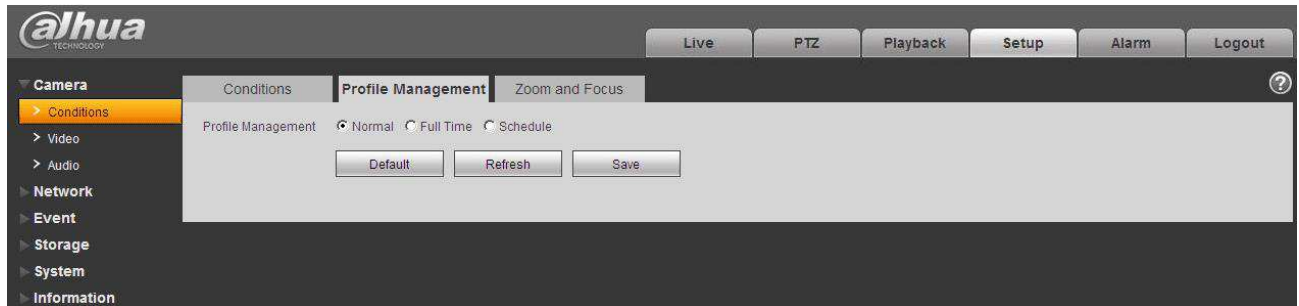 alhua
TECHNOLOGY
Live PTZ Playback Setup Alarm Logout
Camera
Conditions Profile Management Zoom and Focus
?
> Conditions
Profile Management Normal Full Time Schedule
> Video
> Audio
Default Refresh Save
Network
Event
Storage
System
Information